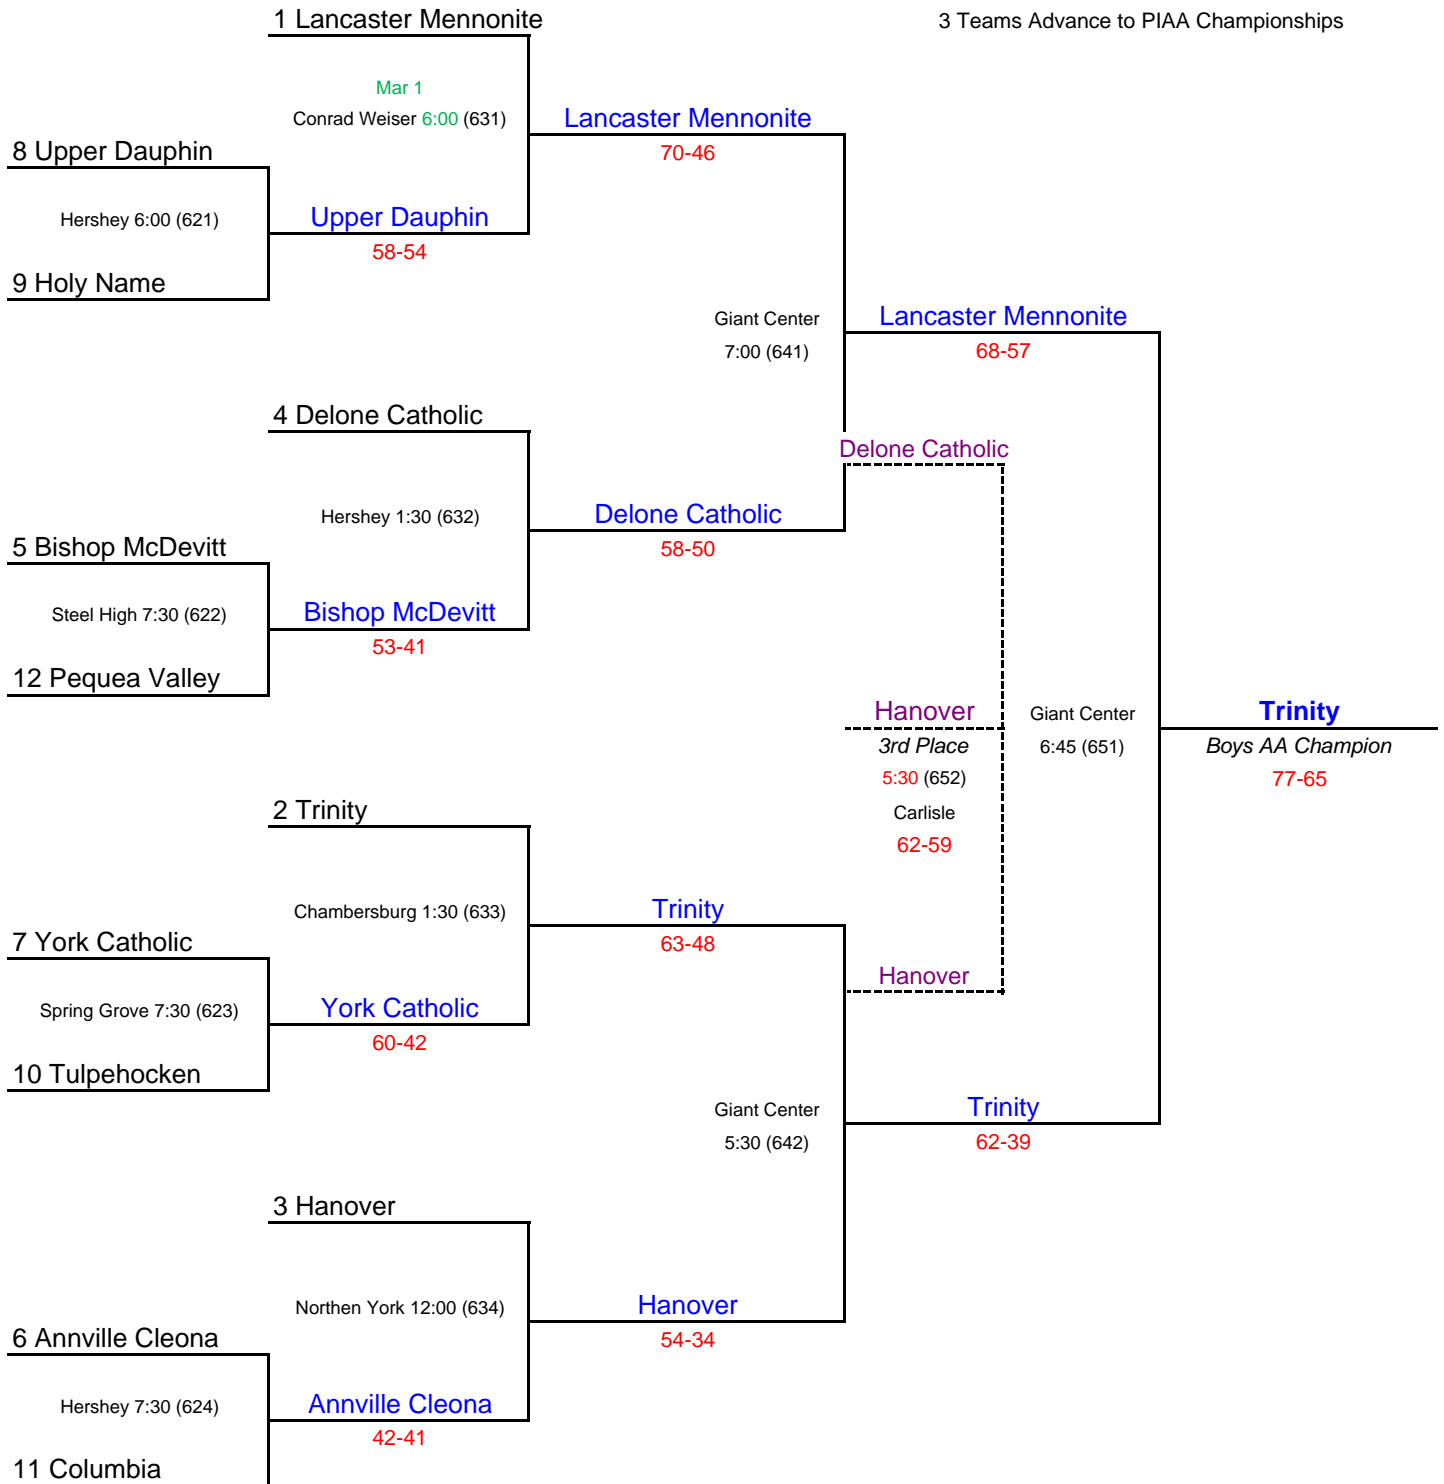 1 Lancaster Mennonite
3 Teams Advance to PIAA Championships
Mar 1
Conrad Weiser 6:00 (631)
Lancaster Mennonite
70-46
8 Upper Dauphin
Hershey 6:00 (621)
Upper Dauphin
58-54
9 Holy Name
Giant Center
7:00 (641)
Lancaster Mennonite
68-57
4 Delone Catholic
Delone Catholic
Hershey 1:30 (632)
Delone Catholic
58-50
5 Bishop McDevitt
Steel High 7:30 (622)
Bishop McDevitt
53-41
12 Pequea Valley
Hanover
3rd Place
5:30 (652)
Carlisle
62-59
Giant Center
6:45 (651)
Trinity
Boys AA Champion
77-65
2 Trinity
Chambersburg 1:30 (633)
Trinity
63-48
7 York Catholic
Spring Grove 7:30 (623)
York Catholic
60-42
10 Tulpehocken
Hanover
Giant Center
5:30 (642)
Trinity
62-39
3 Hanover
Northen York 12:00 (634)
Hanover
54-34
6 Annville Cleona
Hershey 7:30 (624)
Annville Cleona
42-41
11 Columbia